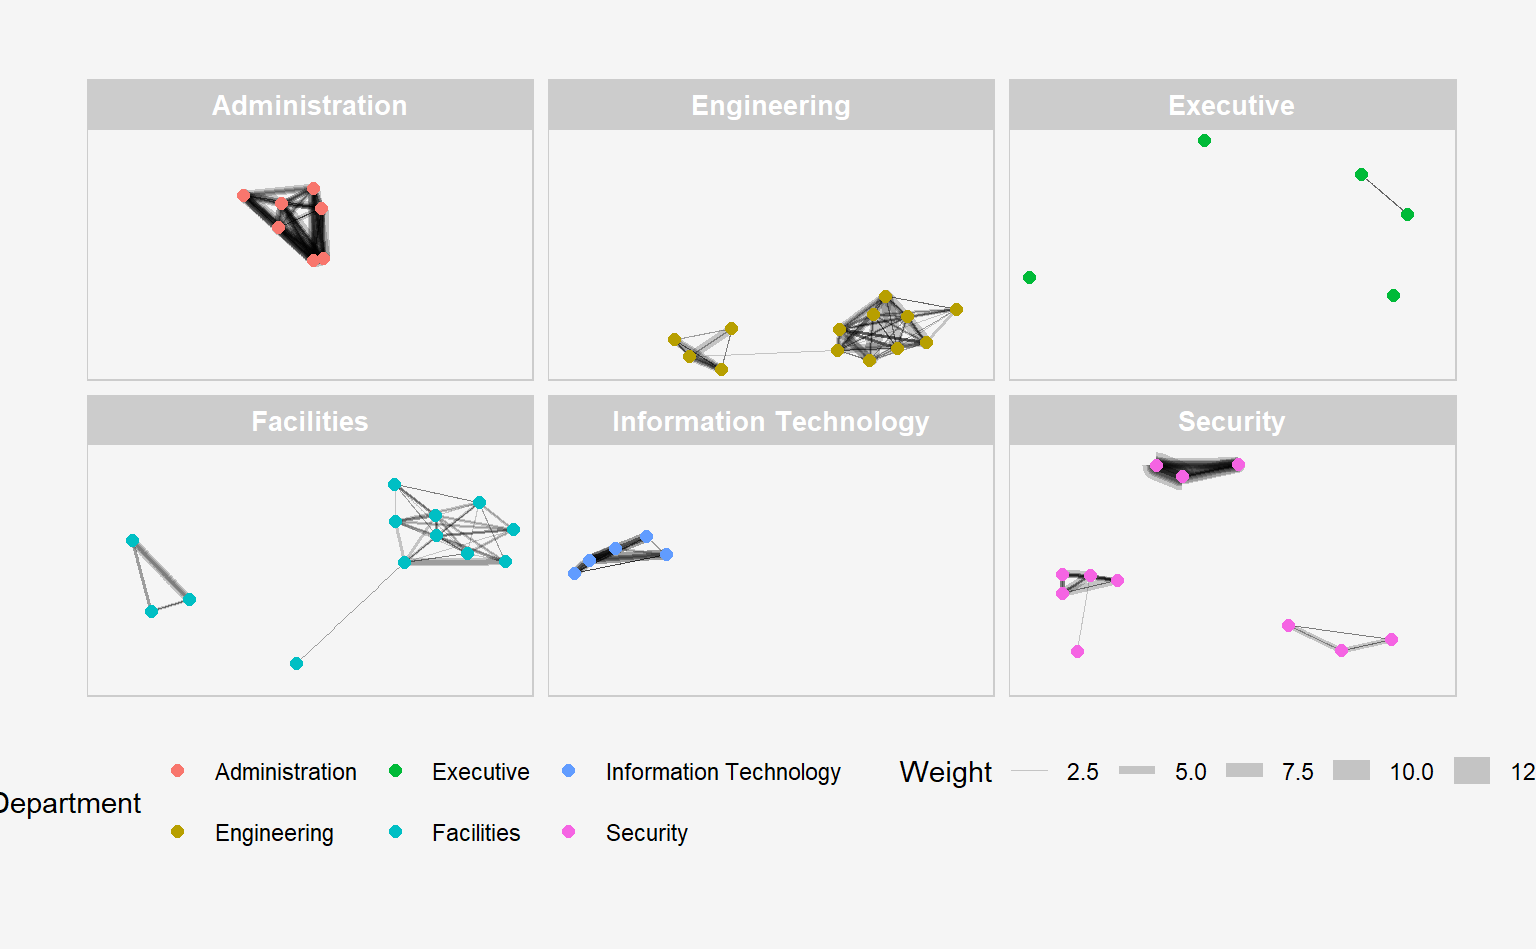 Administration
Engineering
Executive
Facilities
Information Technology
Security
Department
Administration
Executive
Information Technology
Engineering
Facilities
Security
Weight
2.5
5.0
7.5
10.0
12